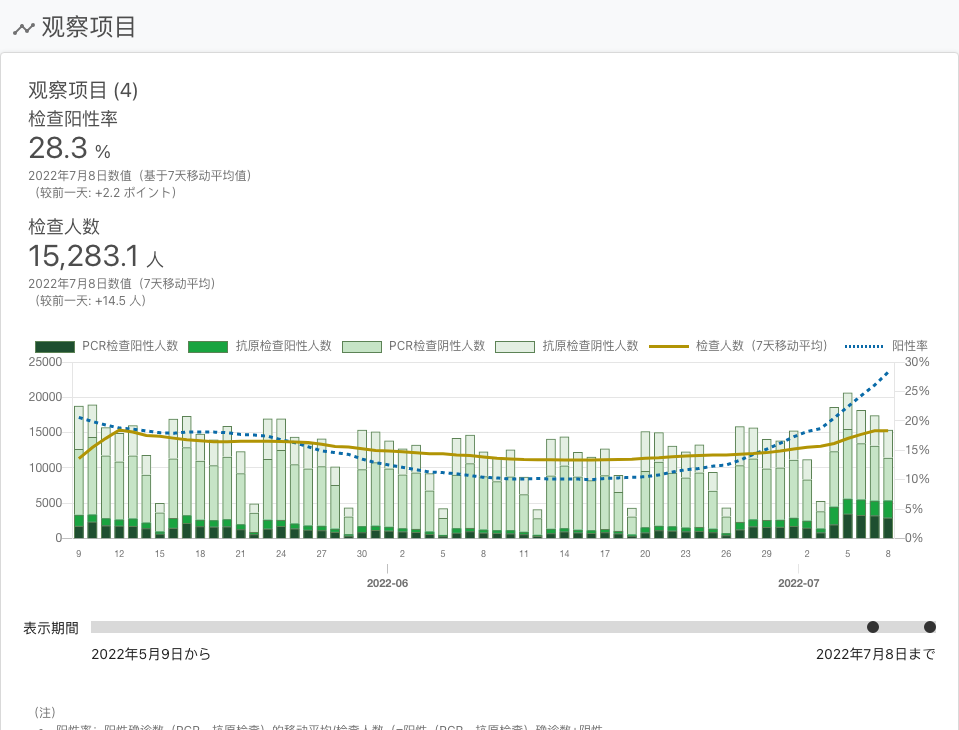 观察项目
观察项目 (4)
检查阳性率
28.3 %
2022年7月8日数值（基于7天移动平均值）
（较前一天: +2.2 ポイント）
检查人数
15,283.1 人
2022年7月8日数值（7天移动平均）
（较前一天: +14.5 人）
PCR检查阳性人数 抗原检查阳性人数 PCR检查阴性人数 抗原检查阴性人数 检查人数（7天移动平均） 阳性率
25000 30%
20000 25%
15000 20%
10000 15%
5000 10%
0 5%
0%
9 12 15 18 21 24 27 30 2 5 8 11 14 17 20 23 26 29 2 5 8
2022-06 2022-07
表示期間
2022年5月9日から 2022年7月8日まで
（注）